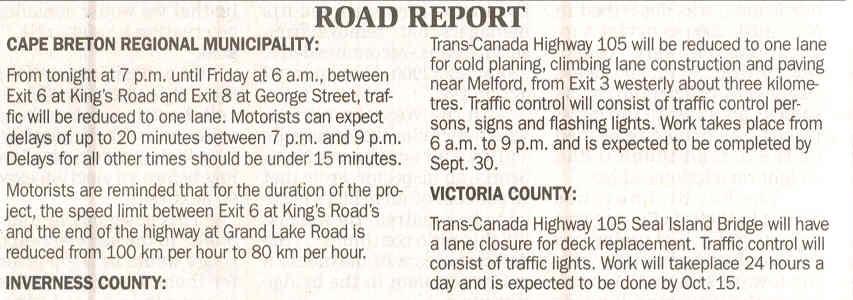 ROAD REPORT
CAPE BRETON REGIONAL MUNICIPALITY:
From tonight at 7 p.m. until Friday at 6 a.m., between
Exit 6 at King's Road and Exit 8 at George Street, traf-
fic will be reduced to one lane. Motorists can expect
delays of up to 20 minutes between 7 p.m. and 9 p.m.
Delays for all other times should be under 15 minutes.
Motorists are reminded that for the duration of the pro-
ject, the speed limit between Exit 6 at King's Road's
and the end of the highway at Grand Lake Road is
reduced from 100 km per hour to 80 km per hour.
INVERNESS COUNTY:
Trans-Canada Highway 105 will be reduced to one lane
for cold planing, climbing lane construction and paving
near Melford, from Exit 3 westerly about three kilome-
tres. Traffic control will consist of traffic control per-
sons, signs and flashing lights. Work takes place from
6 a.m. to 9 p.m. and is expected to be completed by
Sept. 30.
VICTORIA COUNTY:
Trans-Canada Highway 105 Seal Island Bridge will have
a lane closure for deck replacement. Traffic control will
consist of traffic lights. Work will takeplace 24 hours a
day and is expected to be done by Oct. 15.